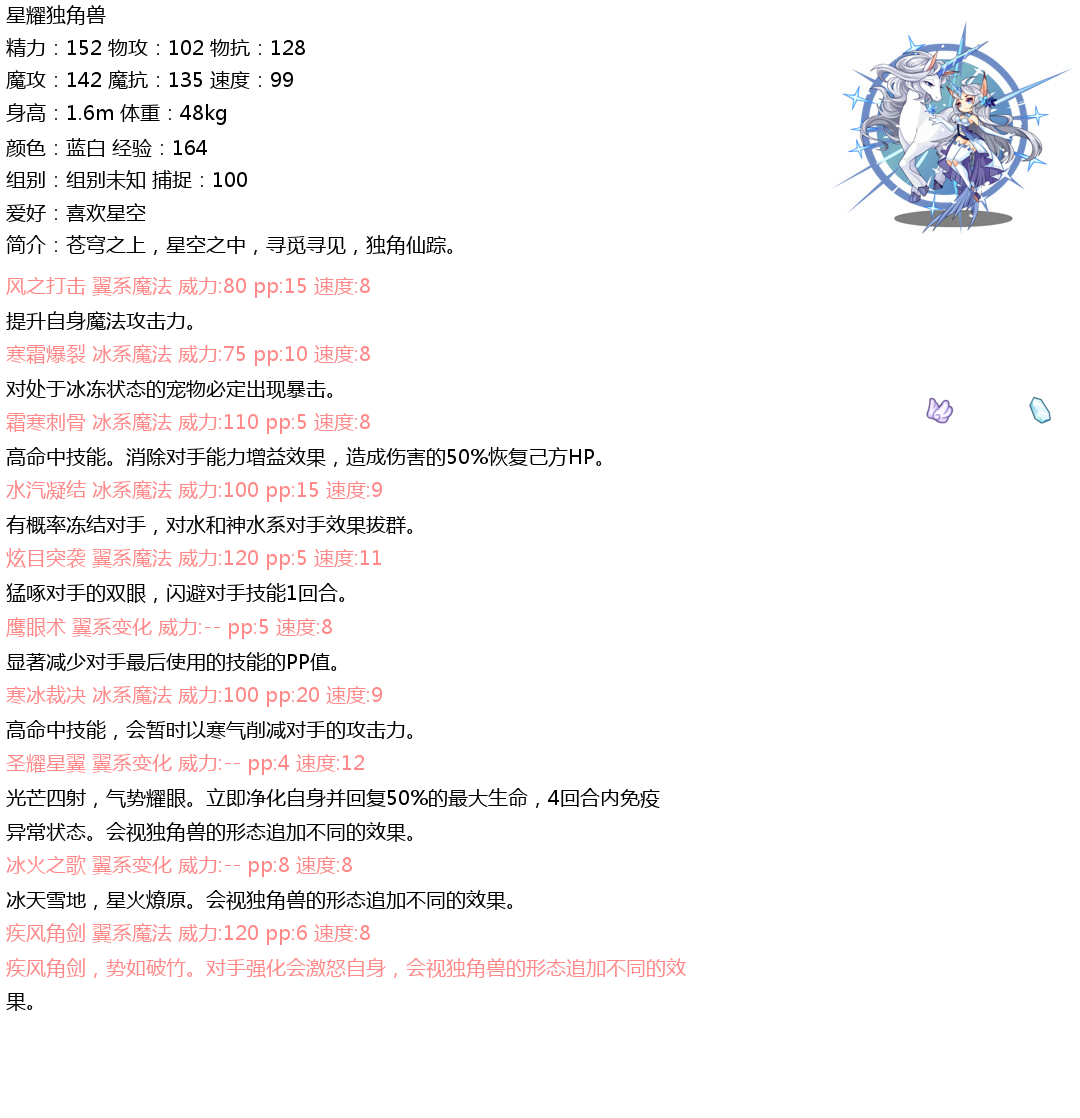 星耀独角兽
精力：152 物攻：102 物抗：128
魔攻：142 魔抗：135 速度：99
身高：1.6m 体重：48kg
颜色：蓝白 经验：164
组别：组别未知 捕捉：100
爱好：喜欢星空
简介：苍穹之上，星空之中，寻觅寻见，独角仙踪。
风之打击 翼系魔法 威力:80 pp:15 速度:8
提升自身魔法攻击力。
寒霜爆裂 冰系魔法 威力:75 pp:10 速度:8
对处于冰冻状态的宠物必定出现暴击。
霜寒刺骨 冰系魔法 威力:110 pp:5 速度:8
高命中技能。消除对手能力增益效果，造成伤害的50%恢复己方HP。
水汽凝结 冰系魔法 威力:100 pp:15 速度:9
有概率冻结对手，对水和神水系对手效果拔群。
炫目突袭 翼系魔法 威力:120 pp:5 速度:11
猛啄对手的双眼，闪避对手技能1回合。
鹰眼术 翼系变化 威力:-- pp:5 速度:8
显著减少对手最后使用的技能的PP值。
寒冰裁决 冰系魔法 威力:100 pp:20 速度:9
高命中技能，会暂时以寒气削减对手的攻击力。
圣耀星翼 翼系变化 威力:-- pp:4 速度:12
光芒四射，气势耀眼。立即净化自身并回复50%的最大生命，4回合内免疫
异常状态。会视独角兽的形态追加不同的效果。
冰火之歌 翼系变化 威力:-- pp:8 速度:8
冰天雪地，星火燎原。会视独角兽的形态追加不同的效果。
疾风角剑 翼系魔法 威力:120 pp:6 速度:8
疾风角剑，势如破竹。对手强化会激怒自身，会视独角兽的形态追加不同的效
果。